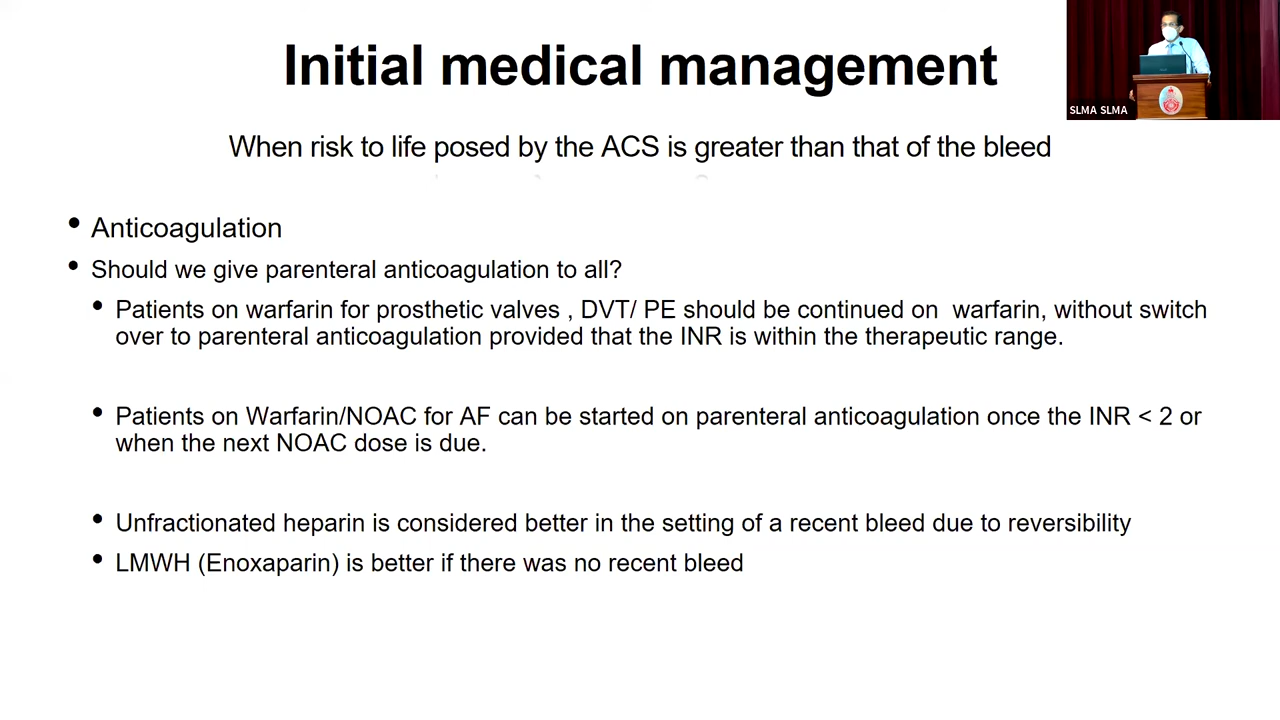 Initial medical management
SLMA SLMA
When risk to life posed by the ACS is greater than that of the bleed
• Anticoagulation
• Should we give parenteral anticoagulation to all?
• Patients on warfarin for prosthetic valves , DVT/ PE should be continued on warfarin, without switch
over to parenteral anticoagulation provided that the INR is within the therapeutic range.
• Patients on Warfarin/NOAC for AF can be started on parenteral anticoagulation once the INR < 2 or
when the next NOAC dose is due.
• Unfractionated heparin is considered better in the setting of a recent bleed due to reversibility
• LMWH (Enoxaparin) is better if there was no recent bleed